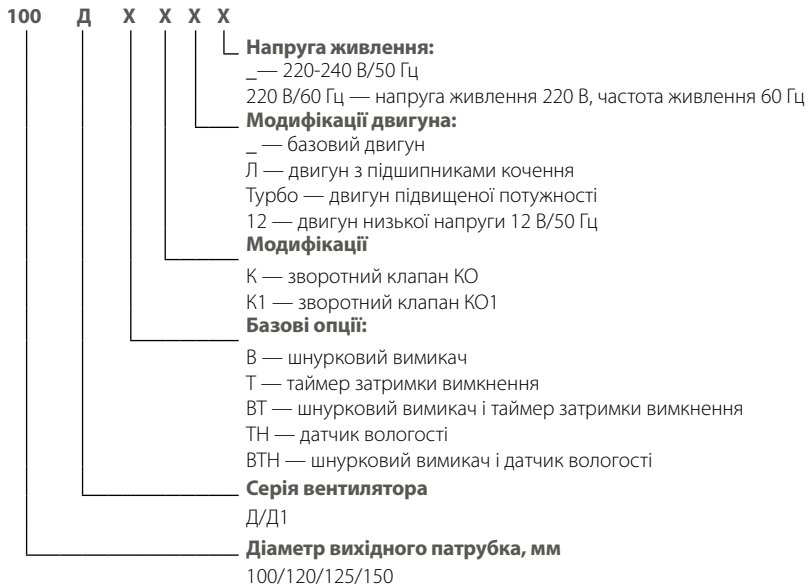 100 Д Х Х Х Х
Напруга живлення:
_— 220-240 В/50 Гц
220 В/60 Гц — напруга живлення 220 В, частота живлення 60 Гц
Модифікації двигуна:
_ — базовий двигун
Л — двигун з підшипниками кочення
Турбо — двигун підвищеної потужності
12 — двигун низької напруги 12 В/50 Гц
Модифікації
К — зворотний клапан КО
К1 — зворотний клапан КО1
Базові опції:
В — шнурковий вимикач
Т — таймер затримки вимкнення
ВТ — шнурковий вимикач і таймер затримки вимкнення
ТН — датчик вологості
ВТН — шнурковий вимикач і датчик вологості
Серія вентилятора
Д/Д1
Діаметр вихідного патрубка, мм
100/120/125/150